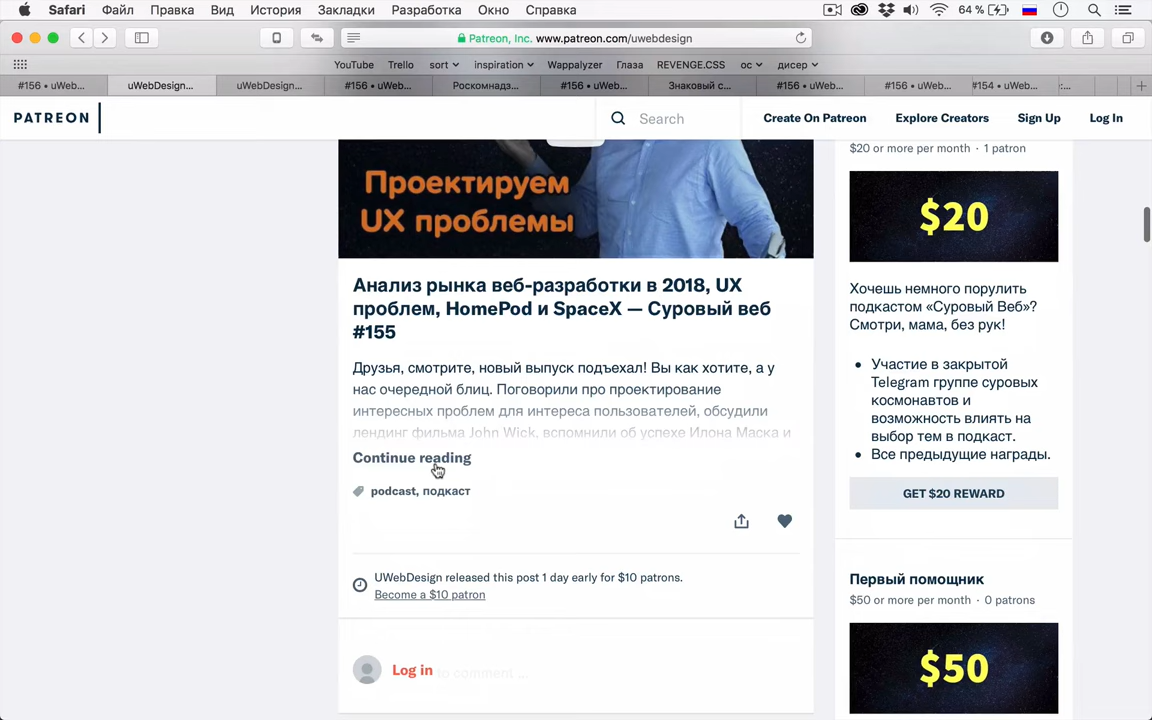 Safari Файл Правка Вид История Закладки Разработка Окно Справка 64 %
Patreon, Inc. www.patreon.com/uwebdesign
YouTube Trello sort inspiration Wappalyzer Глаза REVENGE.CSS ос дисер
#156 • uWeb... uWebDesign... uWebDesign... #156 • uWeb... Роскомнадз... #156 • uWeb... Знаковый с... #156 • uWeb... #156 • uWeb... #154 • uWeb... :...
PATREON Search Create On Patreon Explore Creators Sign Up Log In
Проектируем
UX проблемы
Анализ рынка веб-разработки в 2018, UX
проблем, HomePod и SpaceX — Суровый веб
#155
Друзья, смотрите, новый выпуск подъехал! Вы как хотите, а у
нас очередной блиц. Поговорили про проектирование
интересных проблем для интереса пользователей, обсудили
лендинг фильма John Wick, вспомнили об успехе Илона Маска и
Continue reading
podcast, подкаст
UWebDesign released this post 1 day early for $10 patrons.
Become a $10 patron
Log in to comment ...
$20 or more per month · 1 patron
$20
Хочешь немного порулить
подкастом «Суровый Веб»?
Смотри, мама, без рук!
• Участие в закрытой
Telegram группе суровых
космонавтов и
возможность влиять на
выбор тем в подкаст.
• Все предыдущие награды.
GET $20 REWARD
Первый помощник
$50 or more per month · 0 patrons
$50